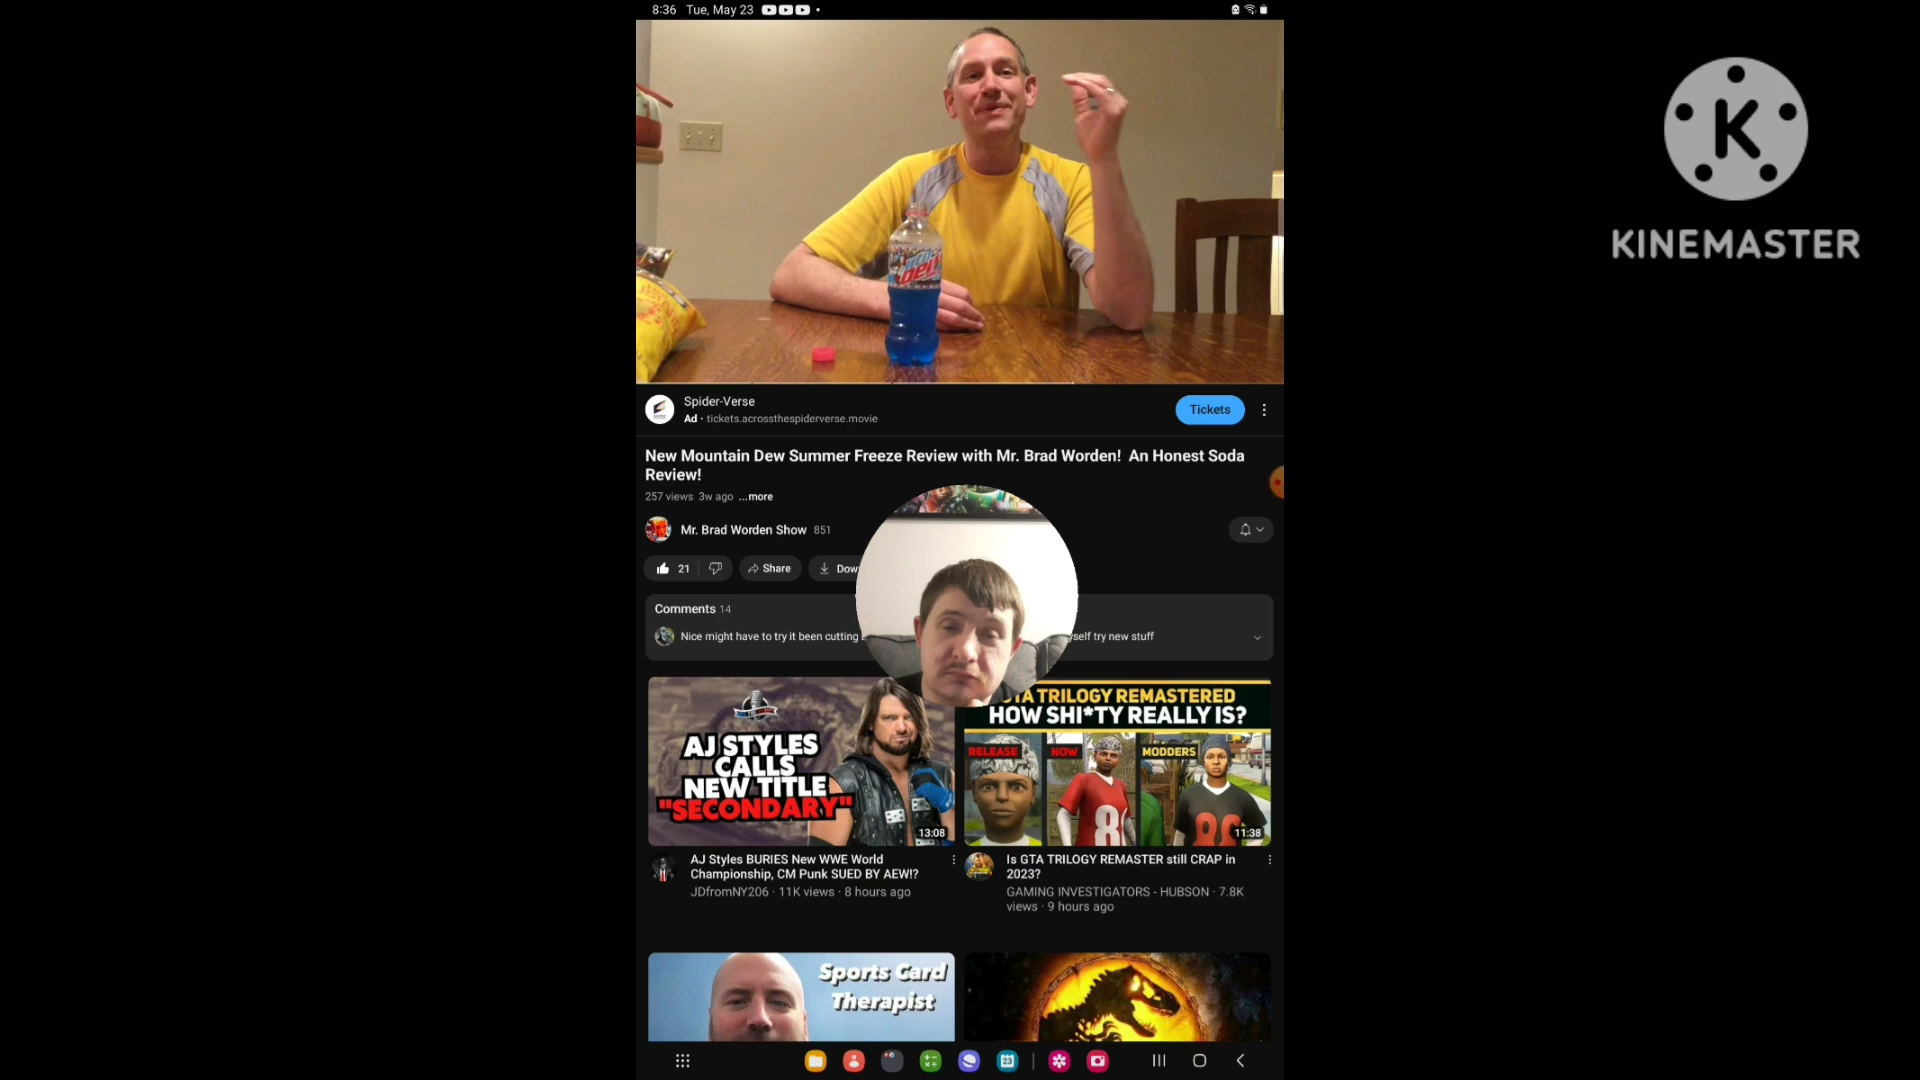 8:36 Tue, May 23
KINEMASTER
Spider-Verse
Ad · tickets.acrossthespiderverse.movie
Tickets
New Mountain Dew Summer Freeze Review with Mr. Brad Worden! An Honest Soda
Review!
257 views 3w ago ...more
Mr. Brad Worden Show 851
21 Share Dow
Comments 14
Nice might have to try it been cutting self try new stuff
TA TRILOGY REMASTERED
HOW SHI*TY REALLY IS?
RELEASE NOW MODDERS
AJ STYLES
CALLS
NEW TITLE
"SECONDARY"
13:08
11:38
AJ Styles BURIES New WWE World
Championship, CM Punk SUED BY AEW!?
JDfromNY206 · 11K views · 8 hours ago
Is GTA TRILOGY REMASTER still CRAP in
2023?
GAMING INVESTIGATORS - HUBSON · 7.8K
views · 9 hours ago
Sports Card
Therapist
23